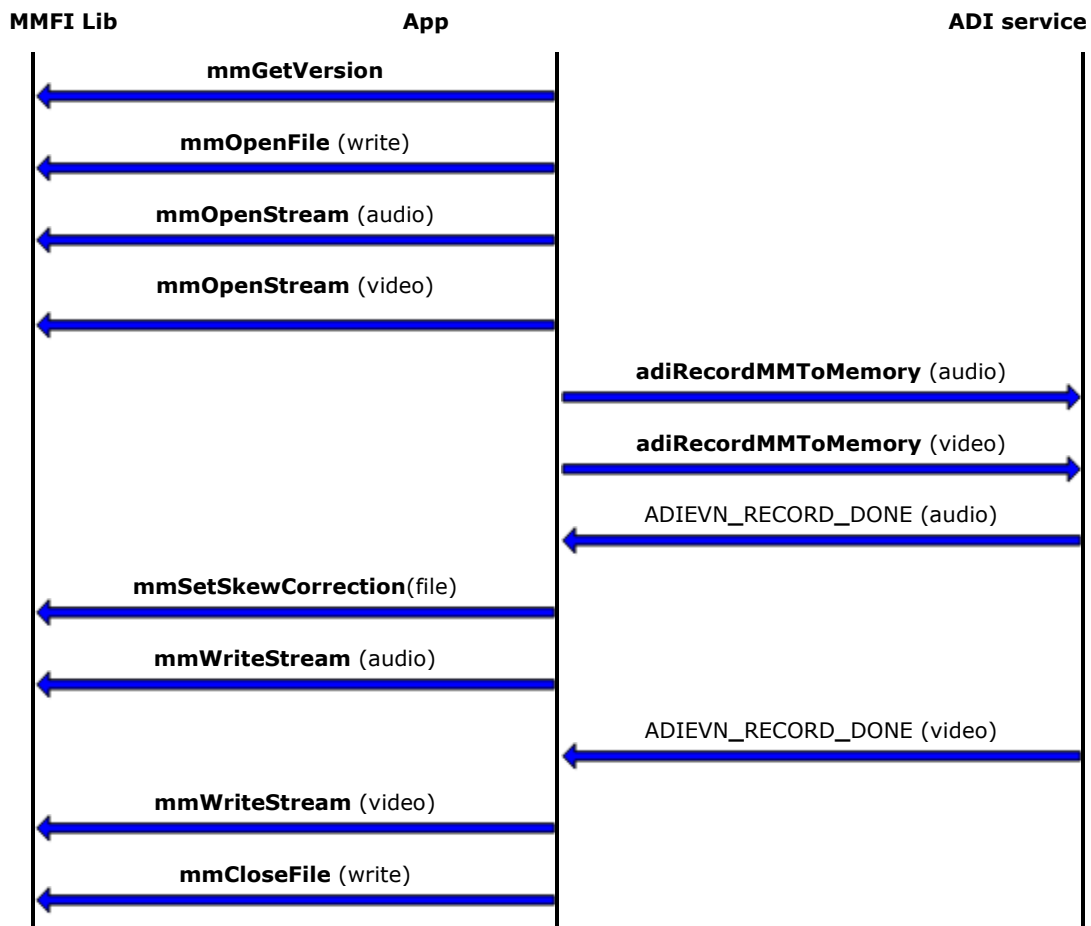 MMFI Lib App ADI service
mmGetVersion
mmOpenFile (write)
mmOpenStream (audio)
mmOpenStream (video)
adiRecordMMToMemory (audio)
adiRecordMMToMemory (video)
ADIEVN_RECORD_DONE (audio)
mmSetSkewCorrection(file)
mmWriteStream (audio)
ADIEVN_RECORD_DONE (video)
mmWriteStream (video)
mmCloseFile (write)